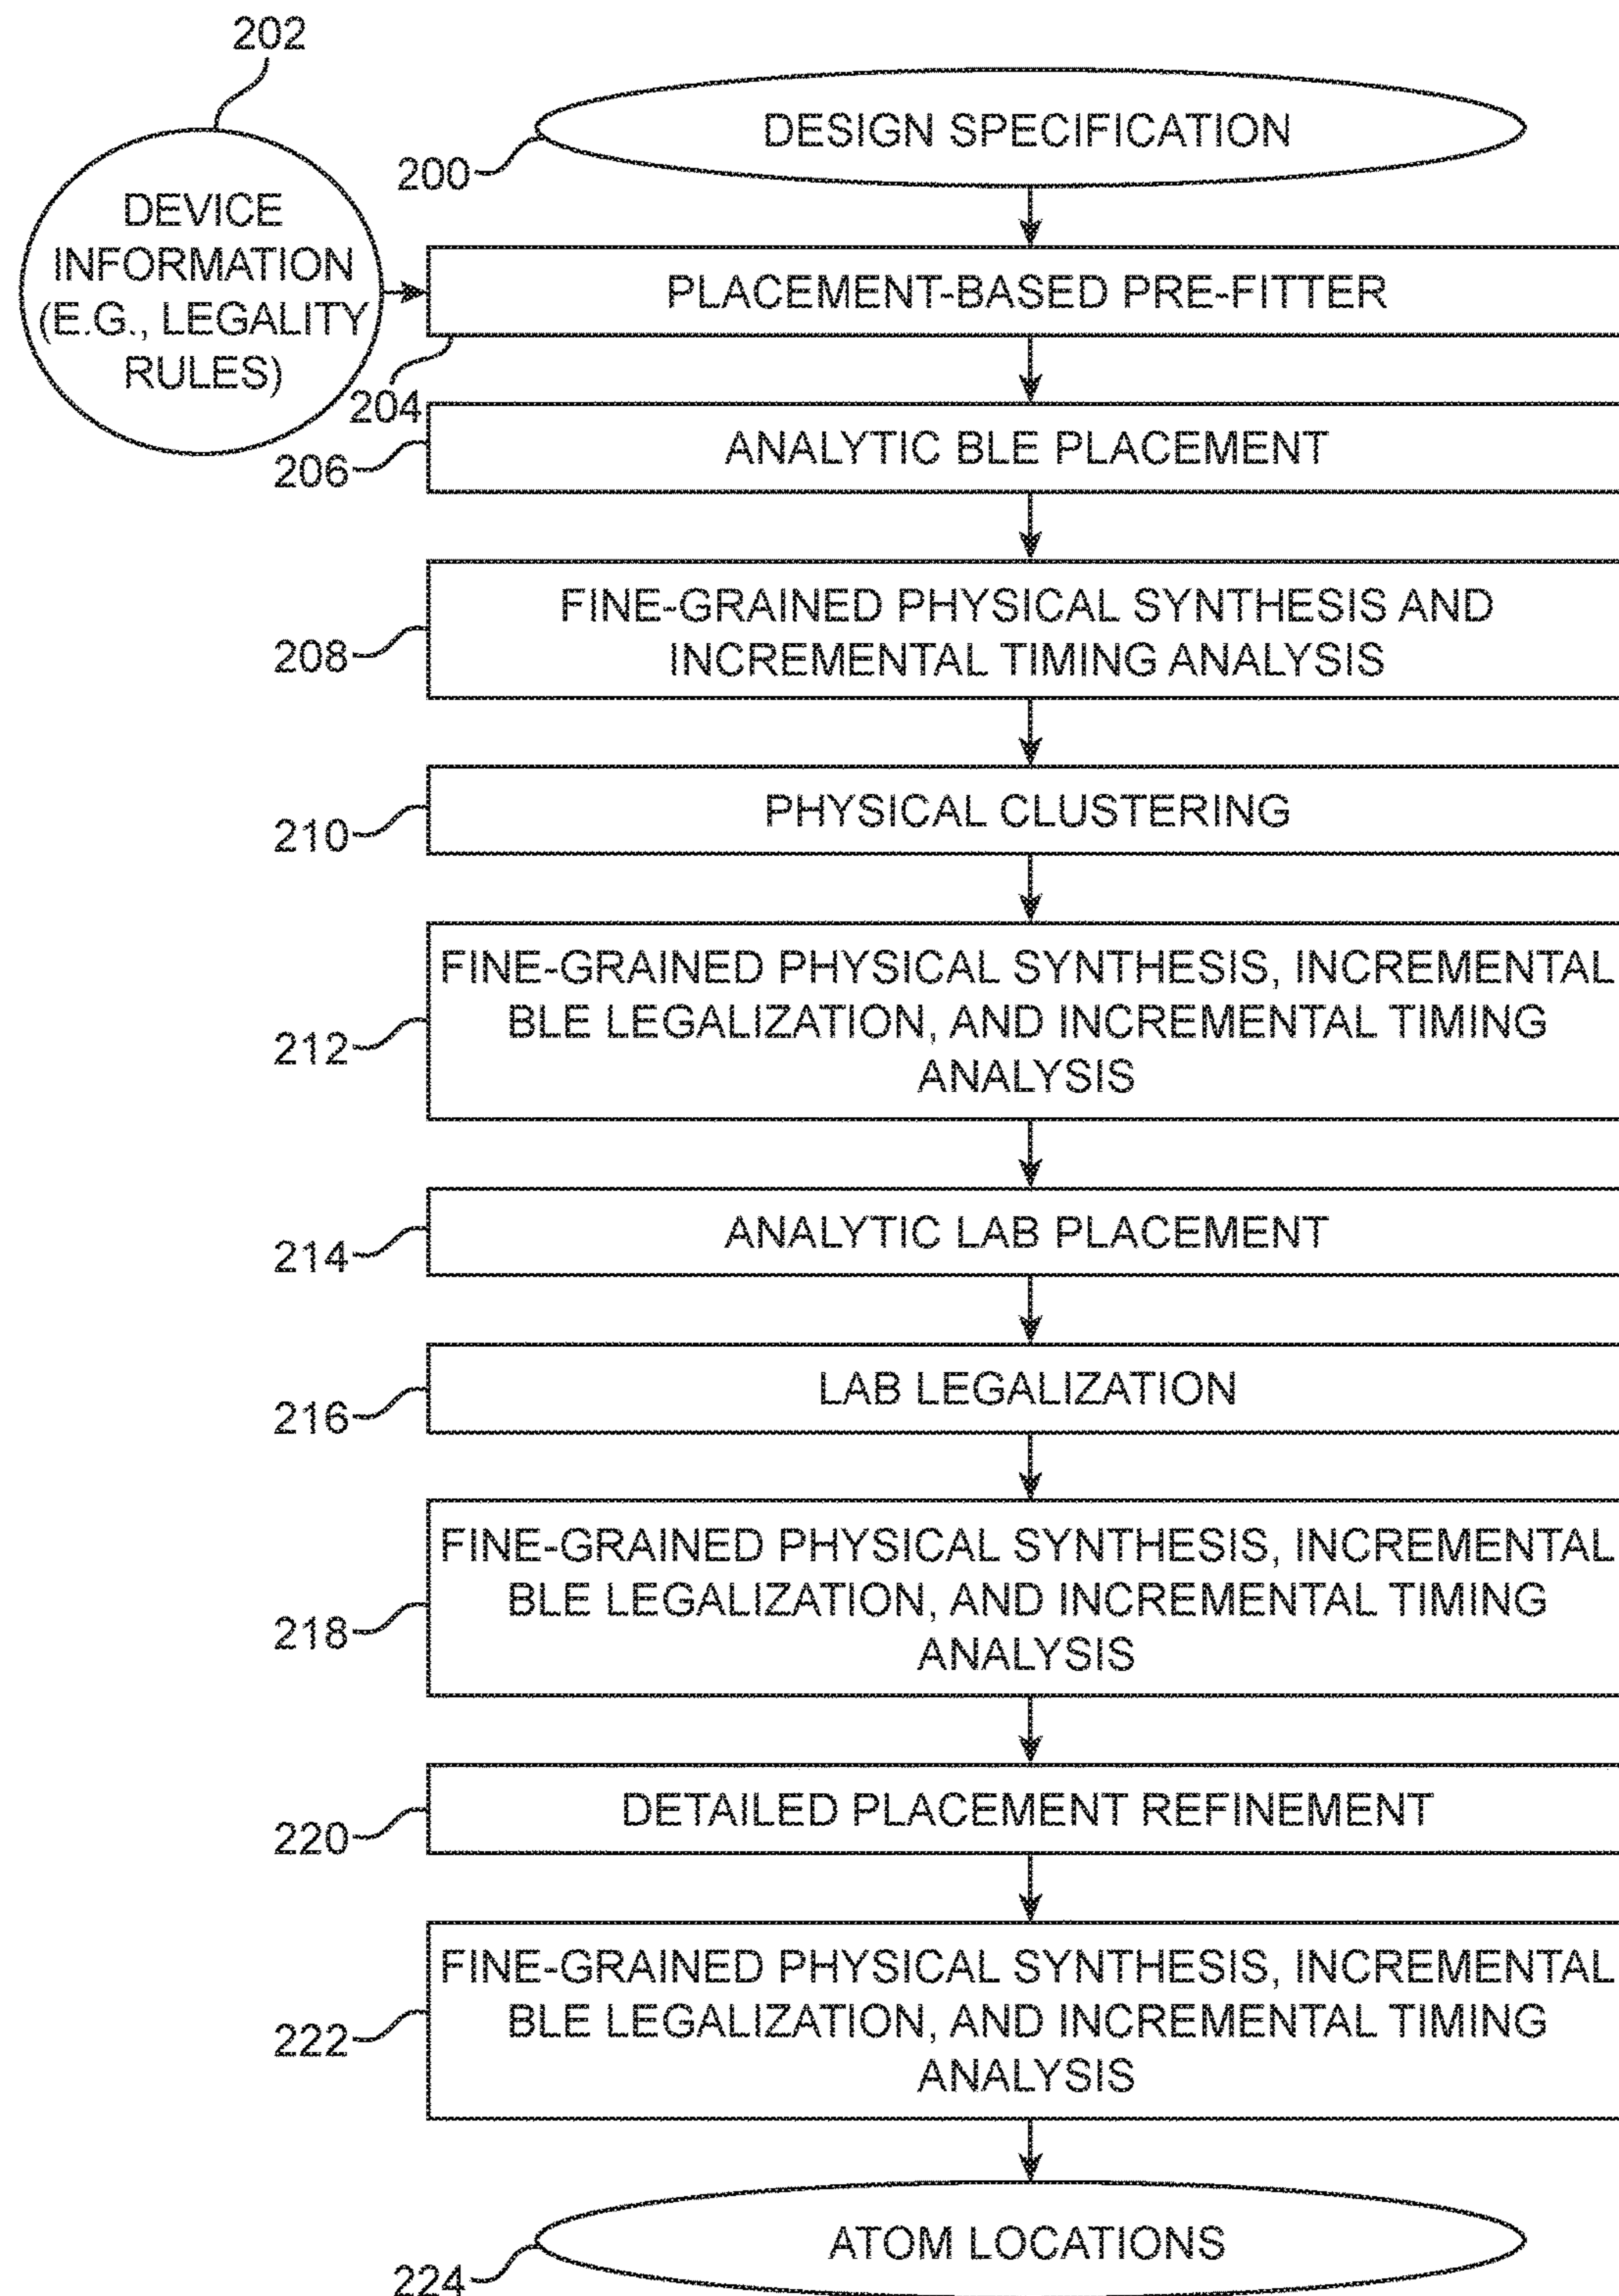 202
DESIGN SPECIFICATION
200
DEVICE
INFORMATION
(E.G., LEGALITY
RULES)
PLACEMENT-BASED PRE-FITTER
204
ANALYTIC BLE PLACEMENT
206
FINE-GRAINED PHYSICAL SYNTHESIS AND
INCREMENTAL TIMING ANALYSIS
208
PHYSICAL CLUSTERING
210
FINE-GRAINED PHYSICAL SYNTHESIS, INCREMENTAL
BLE LEGALIZATION, AND INCREMENTAL TIMING
ANALYSIS
212
ANALYTIC LAB PLACEMENT
214
LAB LEGALIZATION
216
FINE-GRAINED PHYSICAL SYNTHESIS, INCREMENTAL
BLE LEGALIZATION, AND INCREMENTAL TIMING
ANALYSIS
218
DETAILED PLACEMENT REFINEMENT
220
FINE-GRAINED PHYSICAL SYNTHESIS, INCREMENTAL
BLE LEGALIZATION, AND INCREMENTAL TIMING
ANALYSIS
222
ATOM LOCATIONS
224